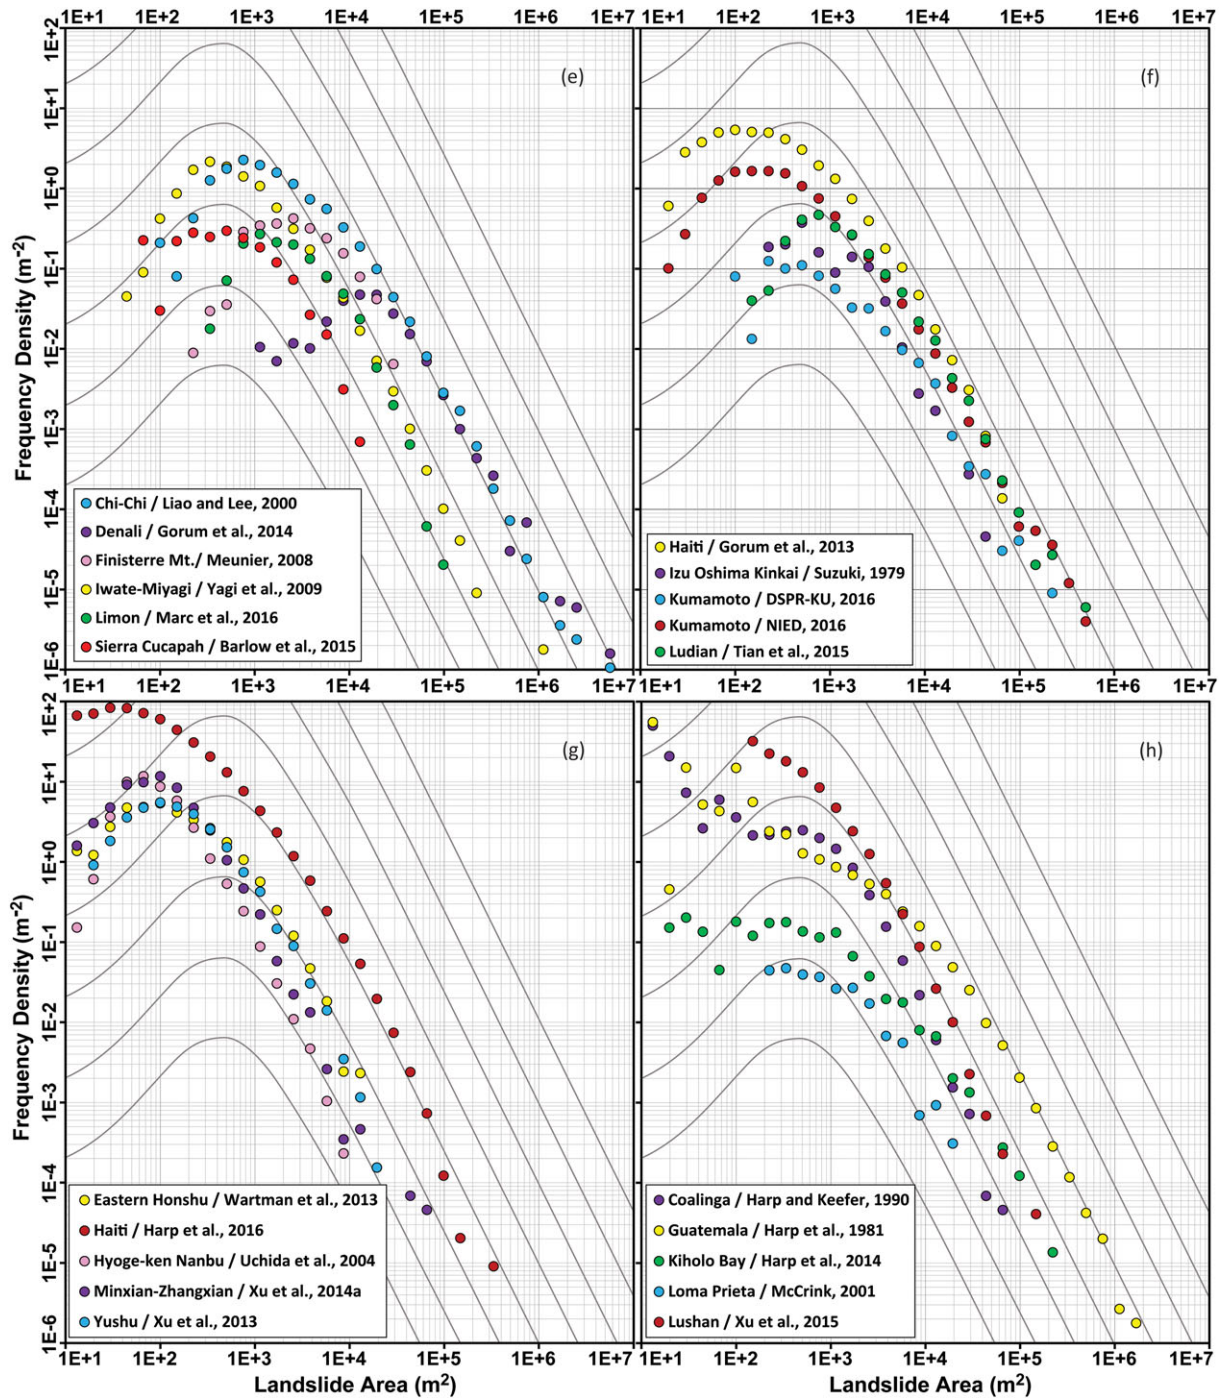 1E+1 1E+2 1E+3 1E+4 1E+5 1E+6 1E+7
1E+1 1E+2 1E+3 1E+4 1E+5 1E+6 1E+7
1E+2
1E+1
1E+0
1E-1
1E-2
1E-3
1E-4
1E-5
1E-6
Frequency Density (m-2)
(e)
Chi-Chi / Liao and Lee, 2000
Denali / Gorum et al., 2014
Finisterre Mt./ Meunier, 2008
Iwate-Miyagi / Yagi et al., 2009
Limon / Marc et al., 2016
Sierra Cucapah / Barlow et al., 2015
(f)
Haiti / Gorum et al., 2013
Izu Oshima Kinkai / Suzuki, 1979
Kumamoto / DSPR-KU, 2016
Kumamoto / NIED, 2016
Ludian / Tian et al., 2015
1E+1 1E+2 1E+3 1E+4 1E+5 1E+6 1E+7
1E+1 1E+2 1E+3 1E+4 1E+5 1E+6 1E+7
1E+2
1E+1
1E+0
1E-1
1E-2
1E-3
1E-4
1E-5
1E-6
Frequency Density (m-2)
(g)
Eastern Honshu / Wartman et al., 2013
Haiti / Harp et al., 2016
Hyoge-ken Nanbu / Uchida et al., 2004
Minxian-Zhangxian / Xu et al., 2014a
Yushu / Xu et al., 2013
(h)
Coalinga / Harp and Keefer, 1990
Guatemala / Harp et al., 1981
Kiholo Bay / Harp et al., 2014
Loma Prieta / McCrink, 2001
Lushan / Xu et al., 2015
1E+1 1E+2 1E+3 1E+4 1E+5 1E+6 1E+7
1E+1 1E+2 1E+3 1E+4 1E+5 1E+6 1E+7
Landslide Area (m2)
Landslide Area (m2)